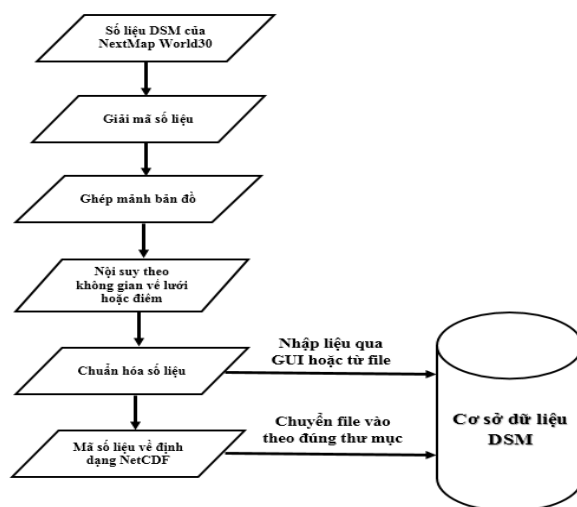 Số liệu DSM của
NextMap World30
Giải mã số liệu
Ghép mảnh bản đồ
Nội suy theo
không gian về lưới
hoặc điểm
Chuẩn hóa số liệu
Nhập liệu qua
GUI hoặc từ file
Mã số liệu về định
dạng NetCDF
Chuyển file vào
theo đúng thư mục
Cơ sở dữ liệu
DSM